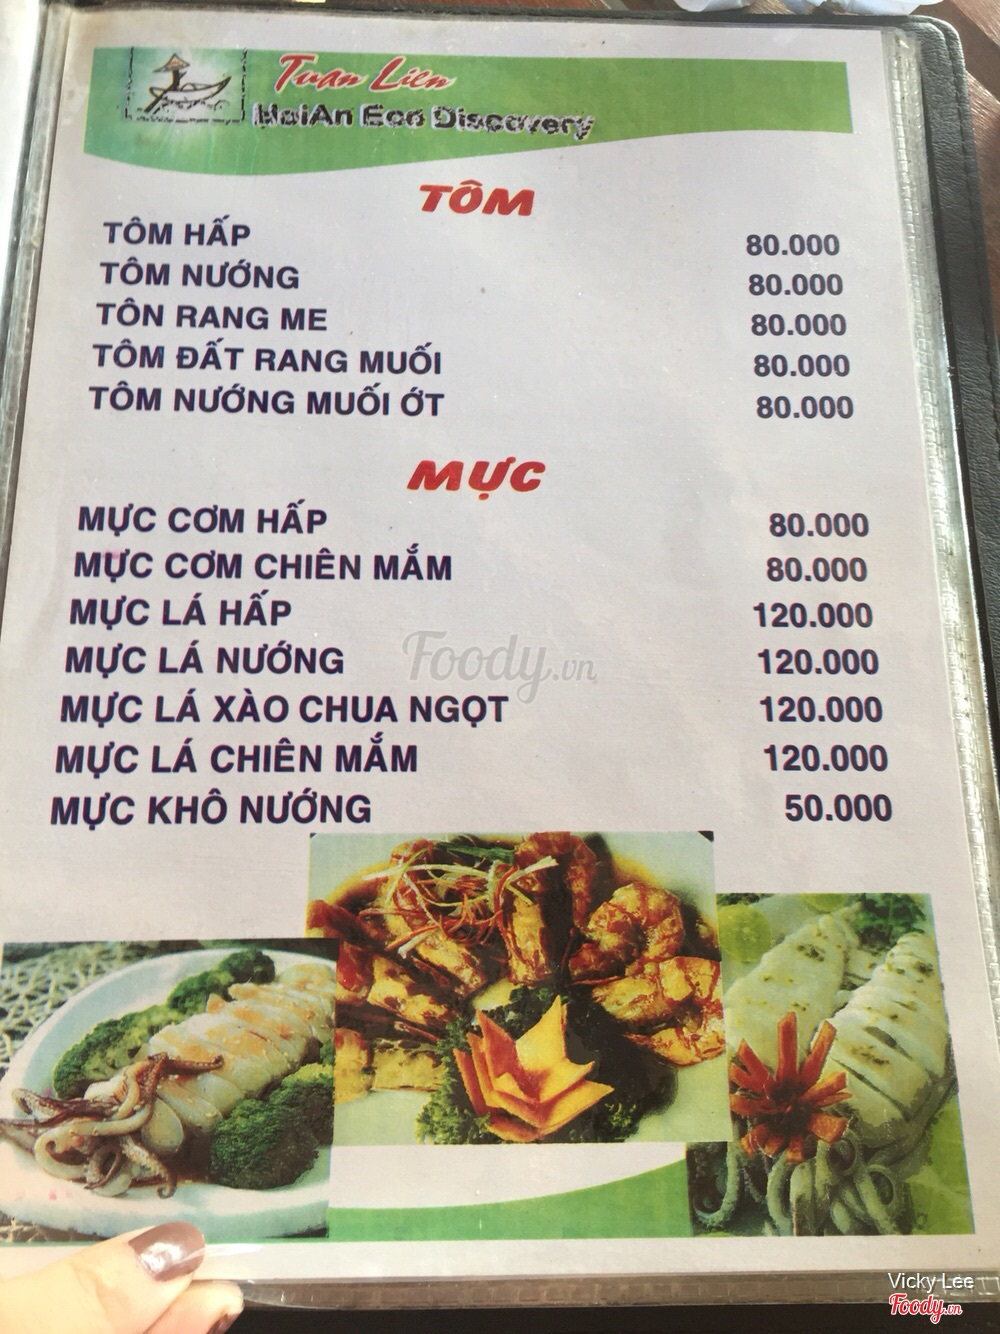 Tuan Lien
HoiAn Eco Discovery
TÔM
TÔM HẤP 80.000
TÔM NƯỚNG 80.000
TÔN RANG ME 80.000
TÔM ĐẤT RANG MUỐI 80.000
TÔM NƯỚNG MUỐI ỚT 80.000
MỰC
MỰC CƠM HẤP 80.000
MỰC CƠM CHIÊN MẮM 80.000
MỰC LÁ HẤP 120.000
MỰC LÁ NƯỚNG 120.000
MỰC LÁ XÀO CHUA NGỌT 120.000
MỰC LÁ CHIÊN MẮM 120.000
MỰC KHÔ NƯỚNG 50.000
Foody.vn
Vicky Lee
Foody.vn